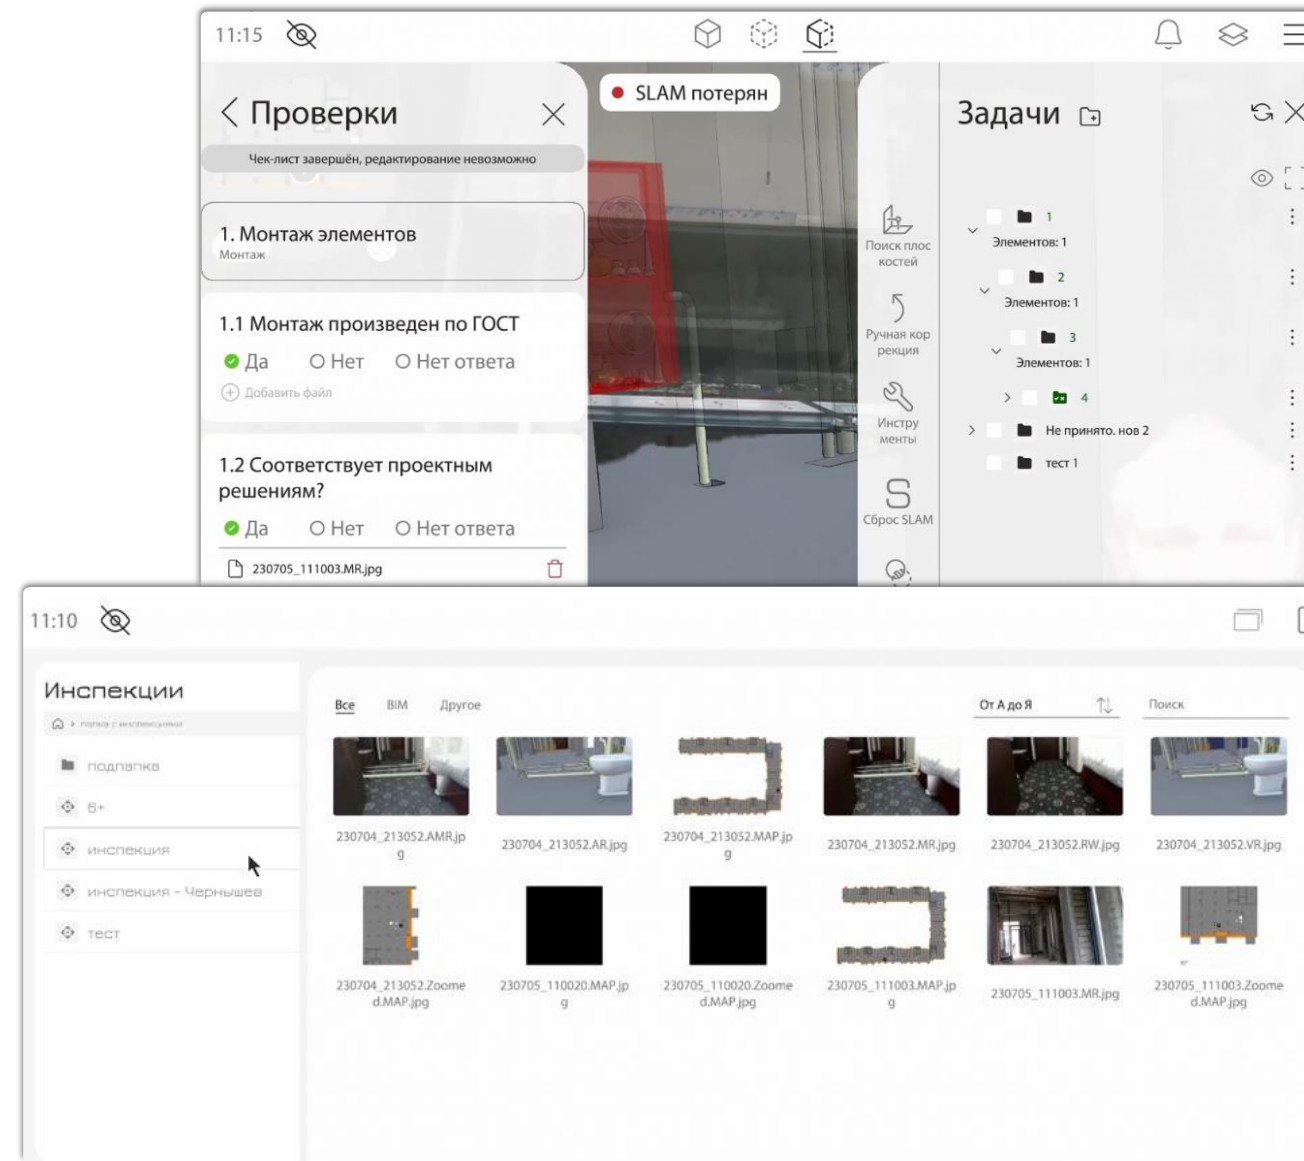 11:15
SLAM потерян
Проверки
Чек-лист завершён, редактирование невозможно
1. Монтаж элементов
Монтаж
1.1 Монтаж произведен по ГОСТ
Да Нет Нет ответа
Добавить файл
1.2 Соответствует проектным
решениям?
Да Нет Нет ответа
230705_111003.MR.jpg
Поиск плос
костей
Ручная кор
рекция
Инстру
менты
Сброс SLAM
Задачи
1
Элементов: 1
2
Элементов: 1
3
Элементов: 1
4
Не принято. нов 2
тест 1
11:10
Инспекции
папка с инспекциями
подпапка
6+
инспекция
инспекция - Чернышев
тест
Все BIM Другое
От А до Я
Поиск
230704_213052.AMR.jp
g
230704_213052.AR.jpg
230704_213052.MAP.jp
g
230704_213052.MR.jpg
230704_213052.RW.jpg
230704_213052.VR.jpg
230704_213052.Zoome
d.MAP.jpg
230705_110020.MAP.jp
g
230705_110020.Zoome
d.MAP.jpg
230705_111003.MAP.jp
g
230705_111003.MR.jpg
230705_111003.Zoome
d.MAP.jpg